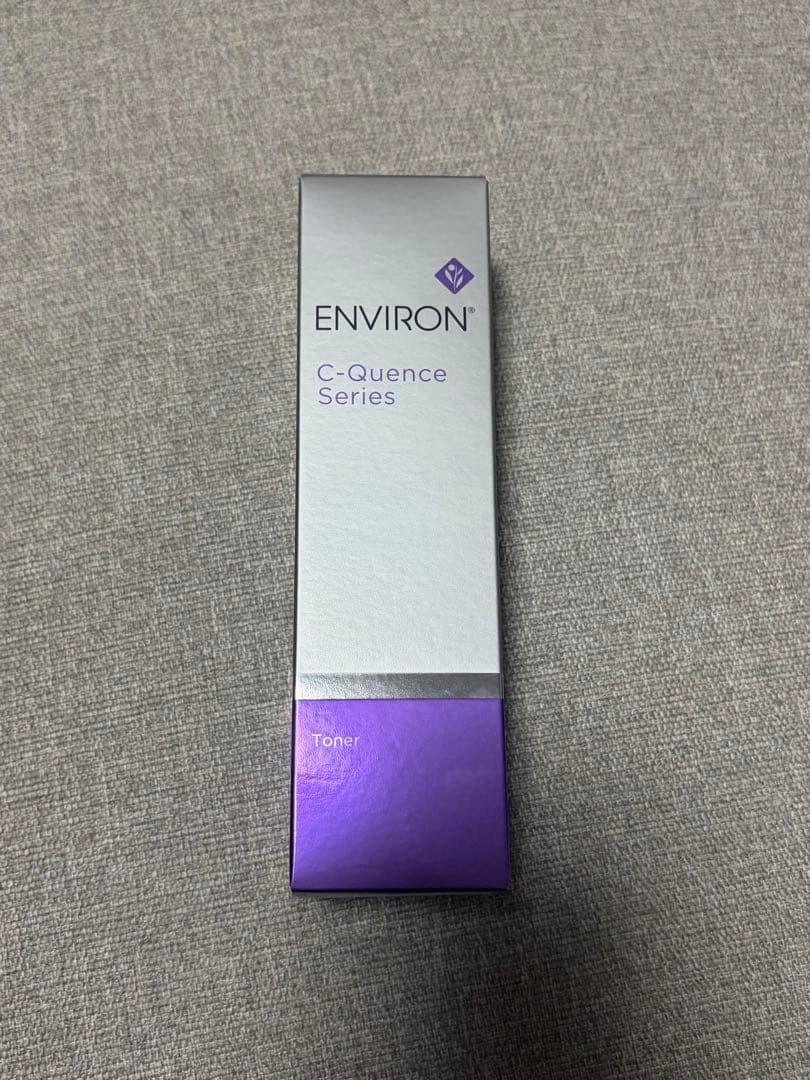 ENVIRON®
C-Quence
Series
Toner